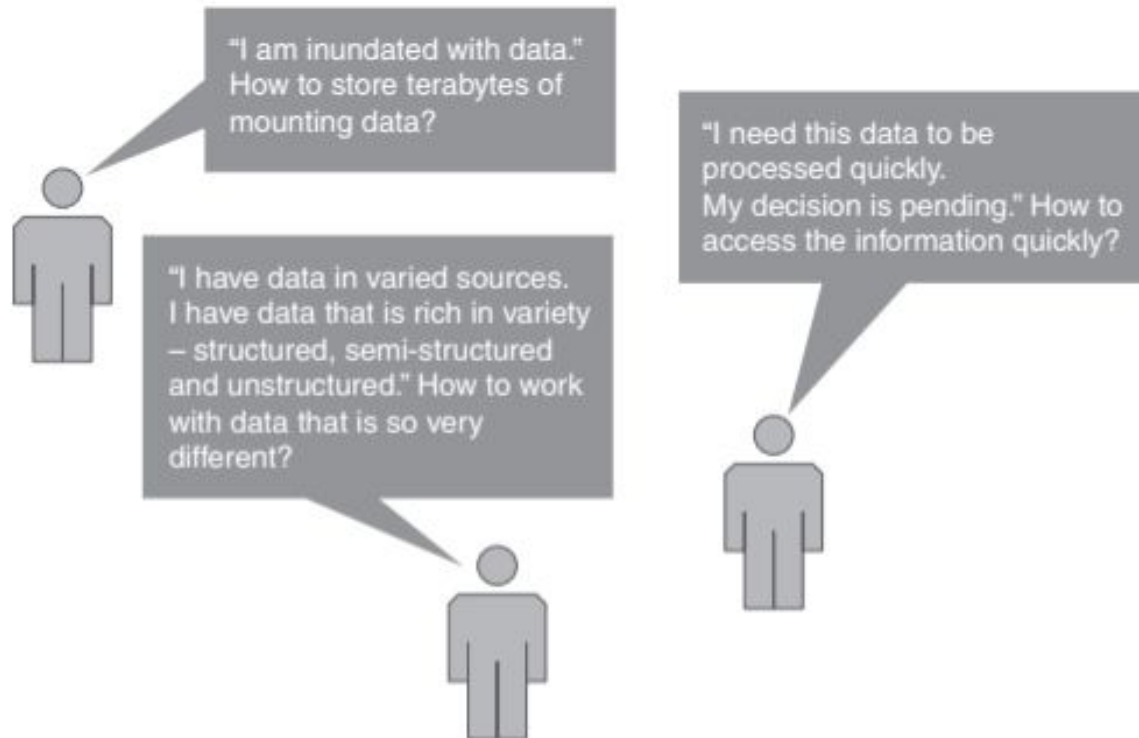 “I am inundated with data.”
How to store terabytes of
mounting data?
“I need this data to be
processed quickly.
My decision is pending.” How to
access the information quickly?
“I have data in varied sources.
I have data that is rich in variety
– structured, semi-structured
and unstructured.” How to work
with data that is so very
different?